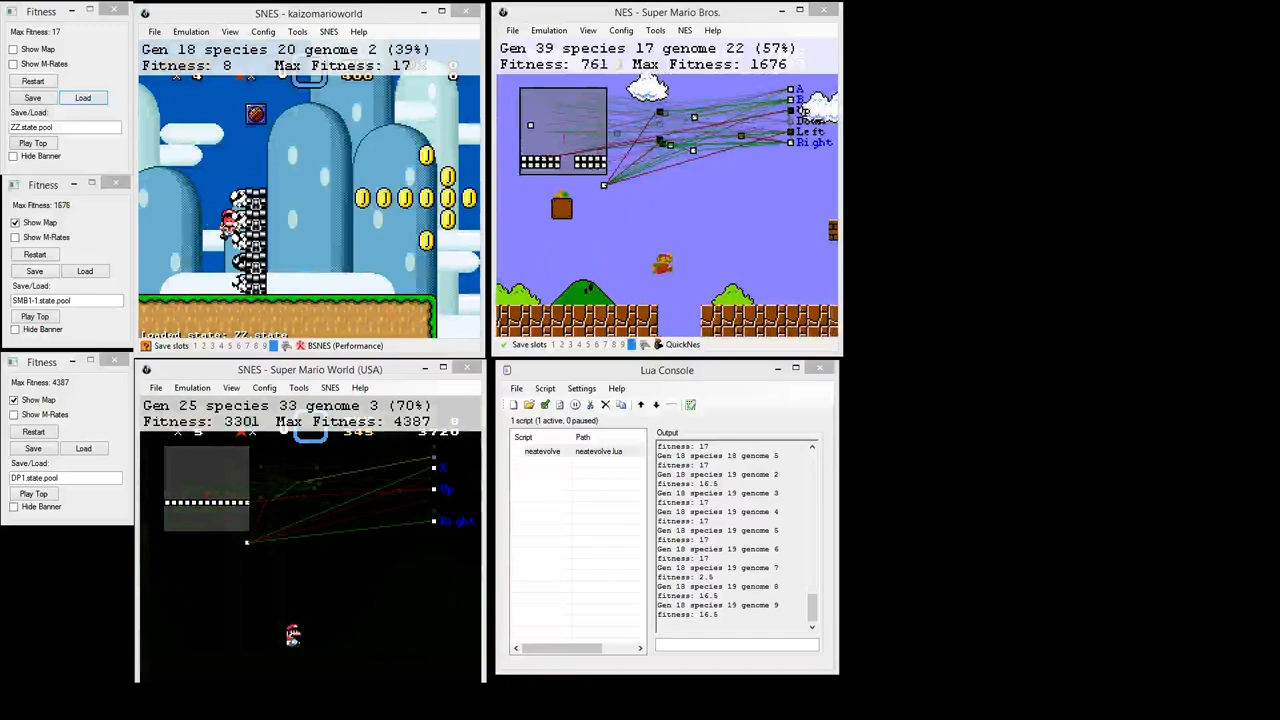 Fitness
Max Fitness: 17
Show Map
Show M-Rates
Restart
Save Load
Save/Load:
ZZ.state.pool
Play Top
Hide Banner
Fitness
Max Fitness: 1676
Show Map
Show M-Rates
Restart
Save Load
Save/Load:
SMB1-1.state.pool
Play Top
Hide Banner
Fitness
Max Fitness: 4387
Show Map
Show M-Rates
Restart
Save Load
Save/Load:
DP1.state.pool
Play Top
Hide Banner
SNES - kaizomarioworld
File Emulation View Config Tools SNES Help
Gen 18 species 20 genome 2 (39%)
Fitness: 8 Max Fitness: 17
Loaded state: ZZ.state
Save slots 1 2 3 4 5 6 7 8 9 BSNES (Performance)
NES - Super Mario Bros.
File Emulation View Config Tools NES Help
Gen 39 species 17 genome 22 (57%)
Fitness: 761 Max Fitness: 1676
A
B
Up
Down
Left
Right
Save slots 1 2 3 4 5 6 7 8 9 QuickNes
SNES - Super Mario World (USA)
File Emulation View Config Tools SNES Help
Gen 25 species 33 genome 3 (70%)
Fitness: 3301 Max Fitness: 4387
Up
Right
Lua Console
File Script Settings Help
1 script (1 active, 0 paused)
Script Path
neatevolve neatevolve.lua
Output
fitness: 17
Gen 18 species 18 genome 5
fitness: 17
Gen 18 species 19 genome 2
fitness: 16.5
Gen 18 species 19 genome 3
fitness: 17
Gen 18 species 19 genome 4
fitness: 17
Gen 18 species 19 genome 5
fitness: 17
Gen 18 species 19 genome 6
fitness: 17
Gen 18 species 19 genome 7
fitness: 2.5
Gen 18 species 19 genome 8
fitness: 16.5
Gen 18 species 19 genome 9
fitness: 16.5